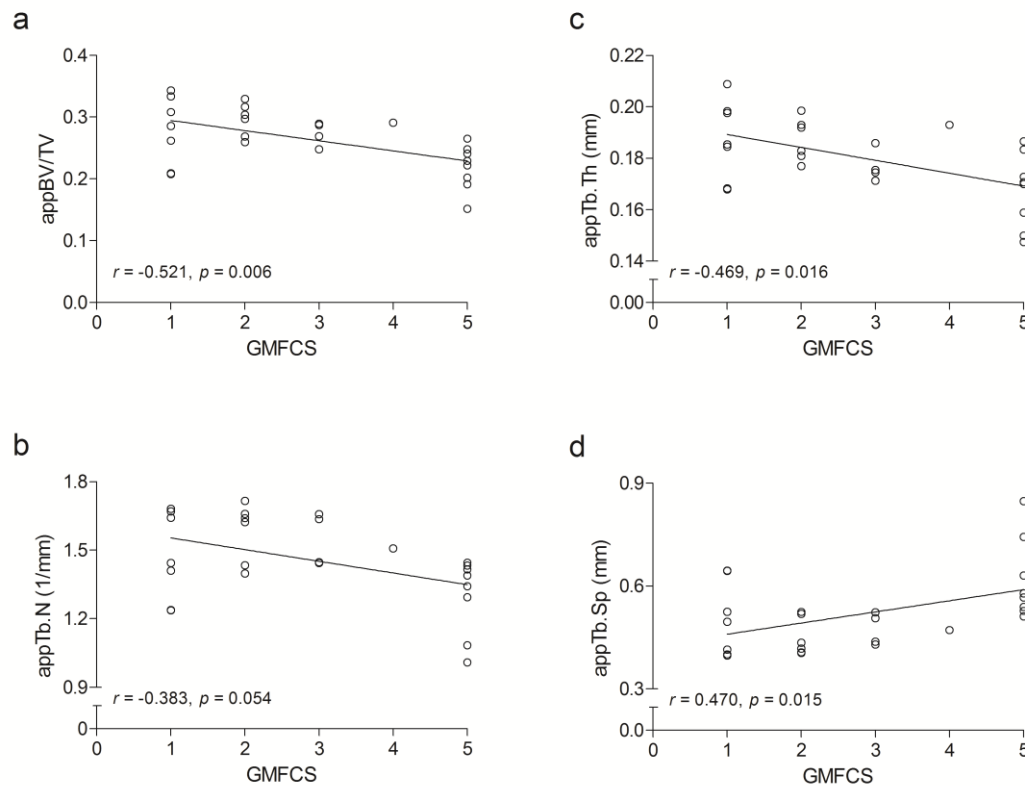 a
0.4
0.3
0.2
0.1
0.0
appBV/TV
r = -0.521, p = 0.006
0 1 2 3 4 5
GMFCS
c
0.22
0.20
0.18
0.16
0.14
0.00
appTb.Th (mm)
r = -0.469, p = 0.016
0 1 2 3 4 5
GMFCS
b
1.8
1.5
1.2
0.9
0
appTb.N (1/mm)
r = -0.383, p = 0.054
0 1 2 3 4 5
GMFCS
d
0.9
0.6
0.3
0.0
appTb.Sp (mm)
r = 0.470, p = 0.015
0 1 2 3 4 5
GMFCS